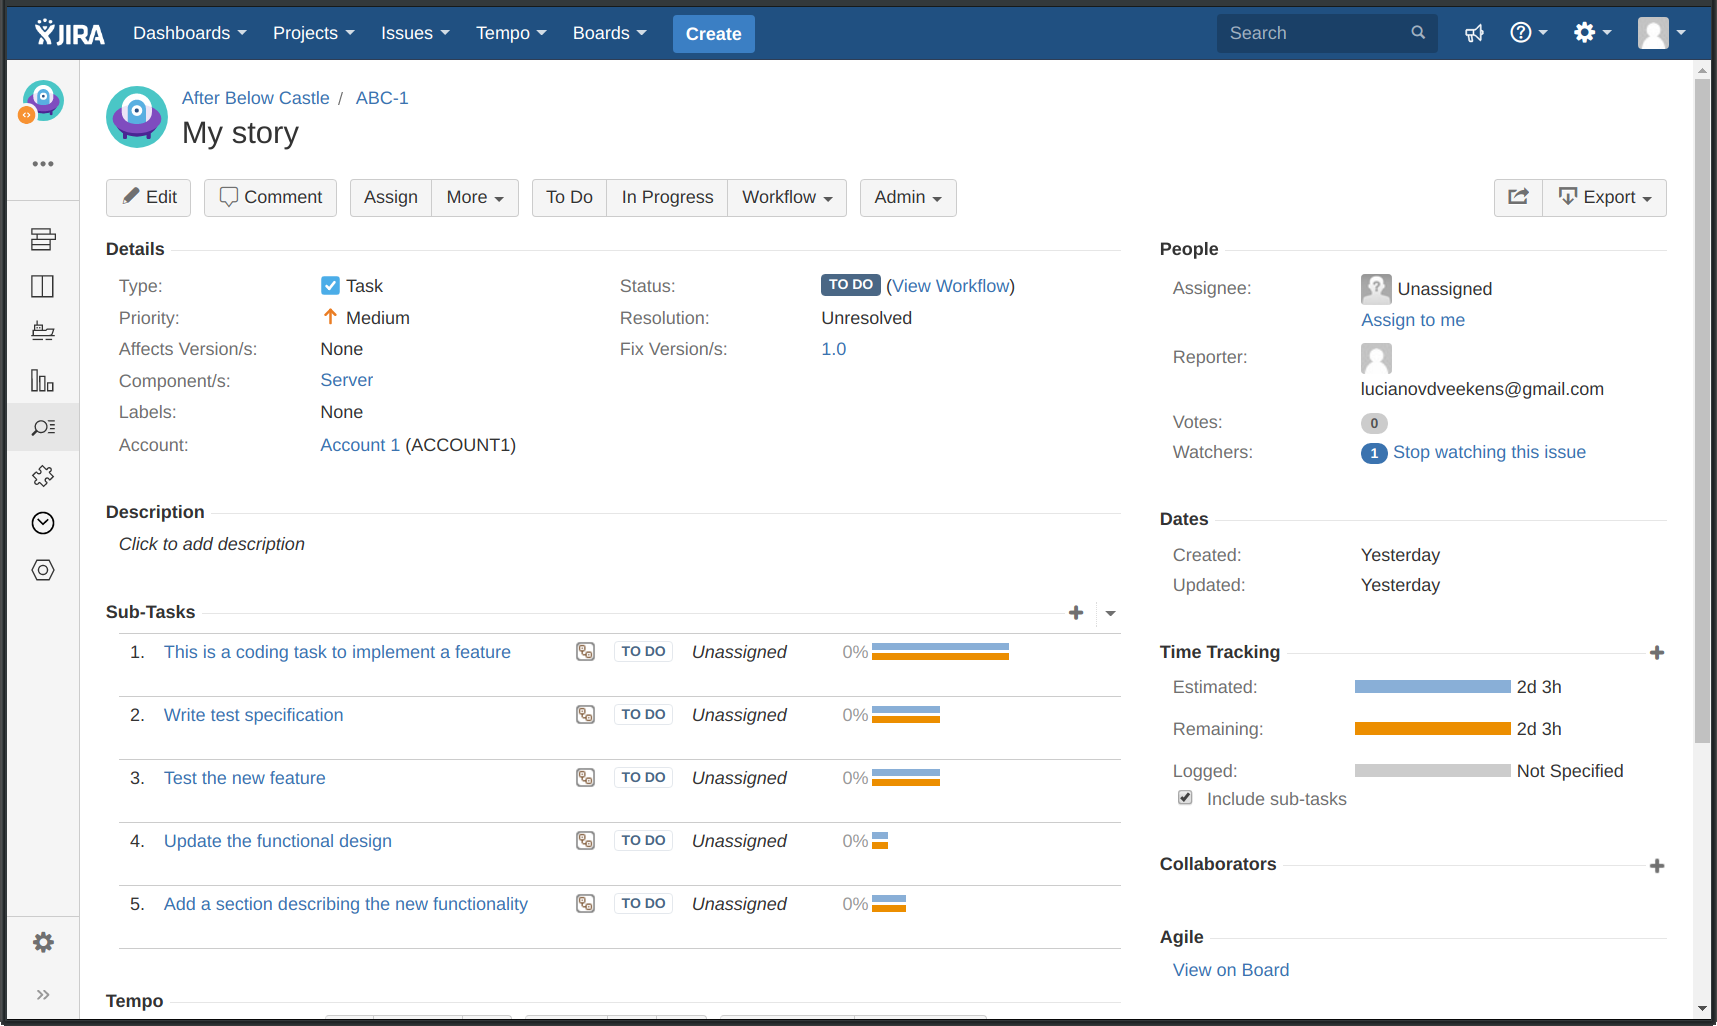 JIRA Dashboards Projects Issues Tempo Boards Create Search
After Below Castle / ABC-1
My story
Edit Comment Assign More To Do In Progress Workflow Admin Export
Details
Type: Task
Priority: Medium
Affects Version/s: None
Component/s: Server
Labels: None
Account: Account 1 (ACCOUNT1)
Status: TO DO (View Workflow)
Resolution: Unresolved
Fix Version/s: 1.0
Description
Click to add description
Sub-Tasks
1. This is a coding task to implement a feature TO DO Unassigned 0%
2. Write test specification TO DO Unassigned 0%
3. Test the new feature TO DO Unassigned 0%
4. Update the functional design TO DO Unassigned 0%
5. Add a section describing the new functionality TO DO Unassigned 0%
Tempo
People
Assignee: Unassigned
Assign to me
Reporter:
lucianovdveekens@gmail.com
Votes: 0
Watchers: 1 Stop watching this issue
Dates
Created: Yesterday
Updated: Yesterday
Time Tracking
Estimated: 2d 3h
Remaining: 2d 3h
Logged: Not Specified
Include sub-tasks
Collaborators
Agile
View on Board